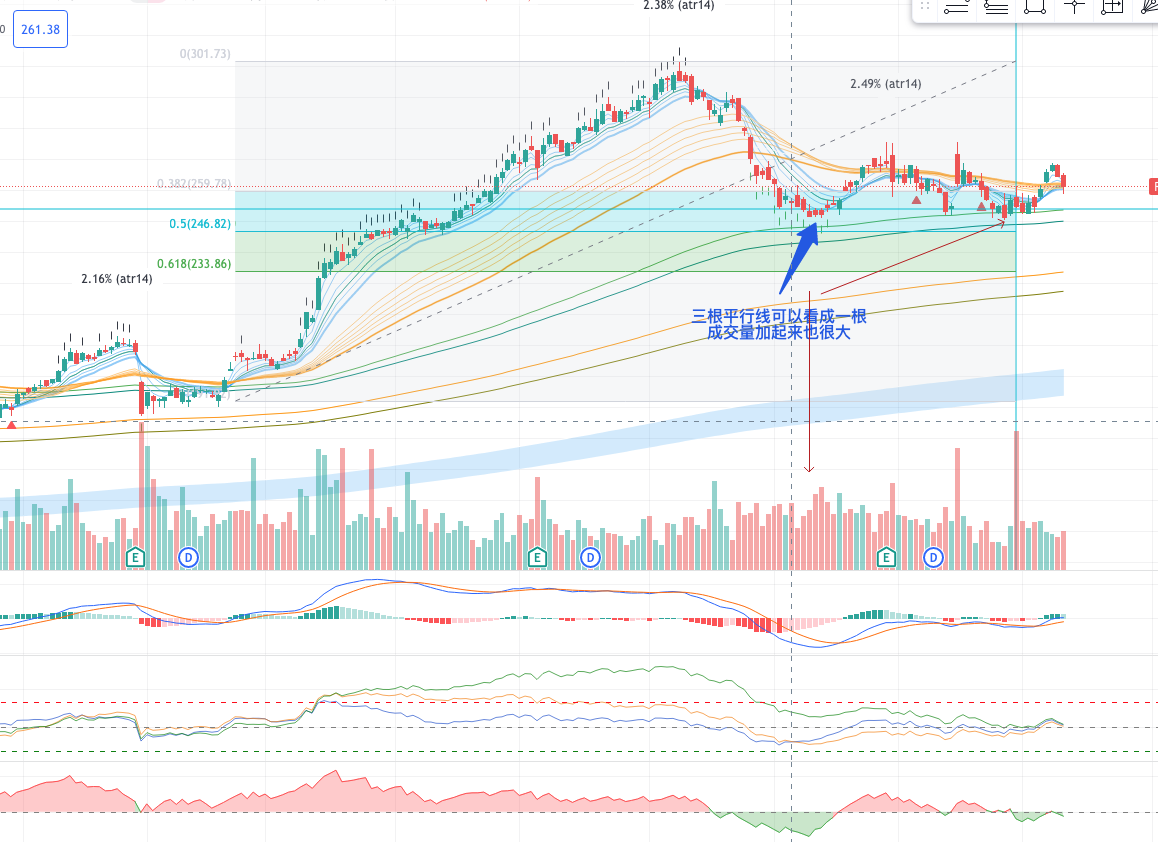 2.38% (atr14)
0
261.38
0(301.73)
2.49% (atr14)
0.382(259.78)
0.5(246.82)
0.618(233.86)
2.16% (atr14)
三根平行线可以看成一根
成交量加起来也很大
E
D
E
D
E
D